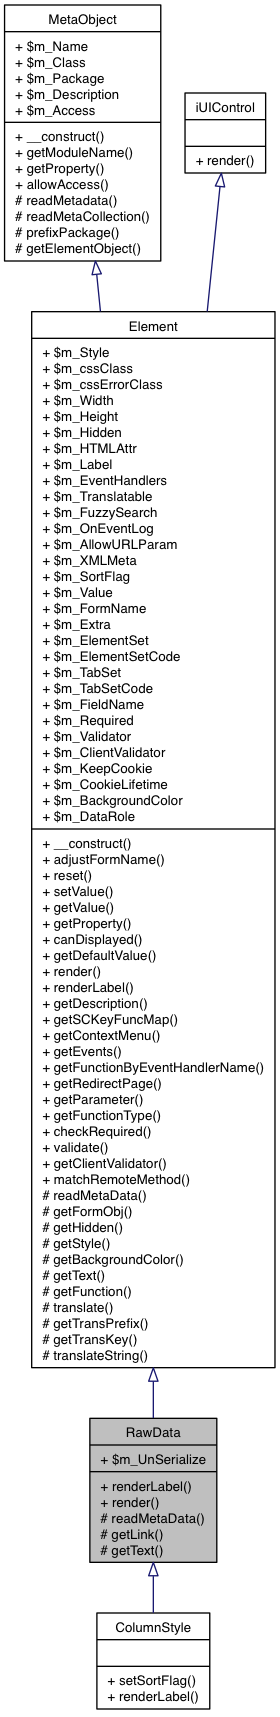 MetaObject
+ $m_Name
+ $m_Class
+ $m_Package
+ $m_Description
+ $m_Access
+ __construct()
+ getModuleName()
+ getProperty()
+ allowAccess()
# readMetadata()
# readMetaCollection()
# prefixPackage()
# getElementObject()
iUIControl
+ render()
Element
+ $m_Style
+ $m_cssClass
+ $m_cssErrorClass
+ $m_Width
+ $m_Height
+ $m_Hidden
+ $m_HTMLAttr
+ $m_Label
+ $m_EventHandlers
+ $m_Translatable
+ $m_FuzzySearch
+ $m_OnEventLog
+ $m_AllowURLParam
+ $m_XMLMeta
+ $m_SortFlag
+ $m_Value
+ $m_FormName
+ $m_Extra
+ $m_ElementSet
+ $m_ElementSetCode
+ $m_TabSet
+ $m_TabSetCode
+ $m_FieldName
+ $m_Required
+ $m_Validator
+ $m_ClientValidator
+ $m_KeepCookie
+ $m_CookieLifetime
+ $m_BackgroundColor
+ $m_DataRole
+ __construct()
+ adjustFormName()
+ reset()
+ setValue()
+ getValue()
+ getProperty()
+ canDisplayed()
+ getDefaultValue()
+ render()
+ renderLabel()
+ getDescription()
+ getSCKeyFuncMap()
+ getContextMenu()
+ getEvents()
+ getFunctionByEventHandlerName()
+ getRedirectPage()
+ getParameter()
+ getFunctionType()
+ checkRequired()
+ validate()
+ getClientValidator()
+ matchRemoteMethod()
# readMetaData()
# getFormObj()
# getHidden()
# getStyle()
# getBackgroundColor()
# getText()
# getFunction()
# translate()
# getTransPrefix()
# getTransKey()
# translateString()
RawData
+ $m_UnSerialize
+ renderLabel()
+ render()
# readMetaData()
# getLink()
# getText()
ColumnStyle
+ setSortFlag()
+ renderLabel()